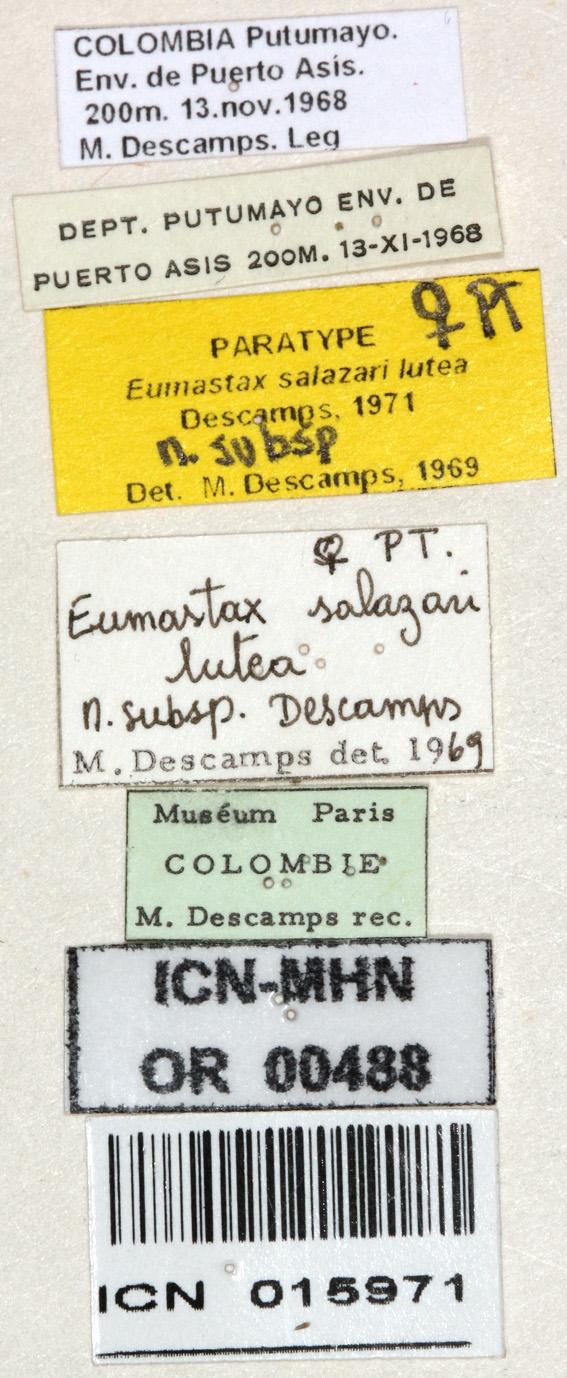 COLOMBIA Putumayo.
Env. de Puerto Asis.
200m. 13.nov.1968
M. Descamps. Leg
DEPT. PUTUMAYO ENV. DE
PUERTO ASIS 200M. 13-XI-1968
♀ PT
PARATYPE
Eumastax salazari lutea
Descamps, 1971
n. subsp
Det. M. Descamps, 1969
♀ PT.
Eumastax salazari
lutea
n. subsp. Descamps
M. Descamps det. 1969
Muséum Paris
COLOMBIE
M. Descamps rec.
ICN-MHN
OR 00488
ICN 015971